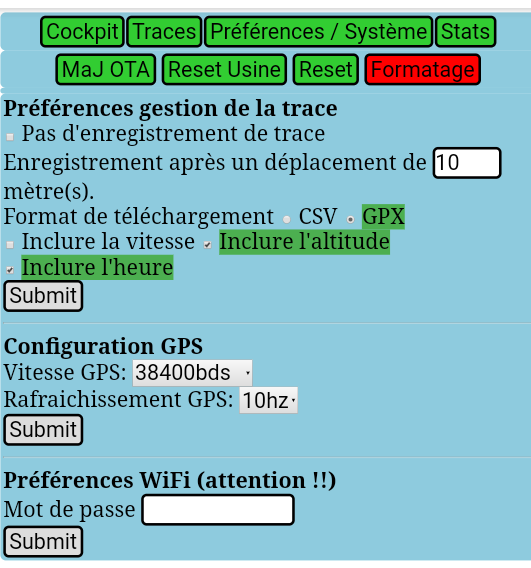 Cockpit Traces Préférences / Système Stats
MaJ OTA Reset Usine Reset Formatage
Préférences gestion de la trace
Pas d'enregistrement de trace
Enregistrement après un déplacement de 10
mètre(s).
Format de téléchargement CSV GPX
Inclure la vitesse Inclure l'altitude
Inclure l'heure
Submit
Configuration GPS
Vitesse GPS: 38400bds
Rafraichissement GPS: 10hz
Submit
Préférences WiFi (attention !!)
Mot de passe
Submit